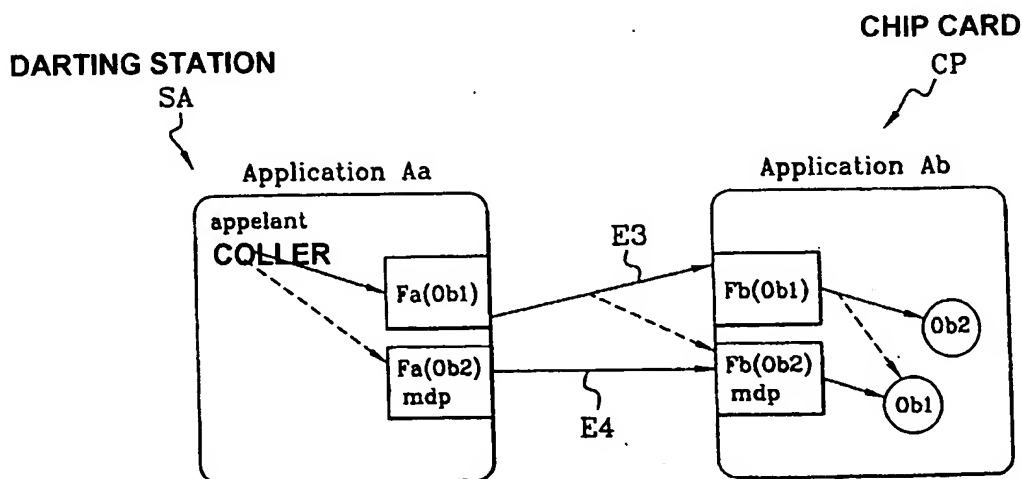 CHIP CARD
CP
DARTING STATION
SA
Application Aa
Application Ab
appelant
COLLER
E3
Fa(Ob1)
Fb(Ob1)
Ob2
Fa(Ob2)
mdp
Fb(Ob2)
mdp
Ob1
E4